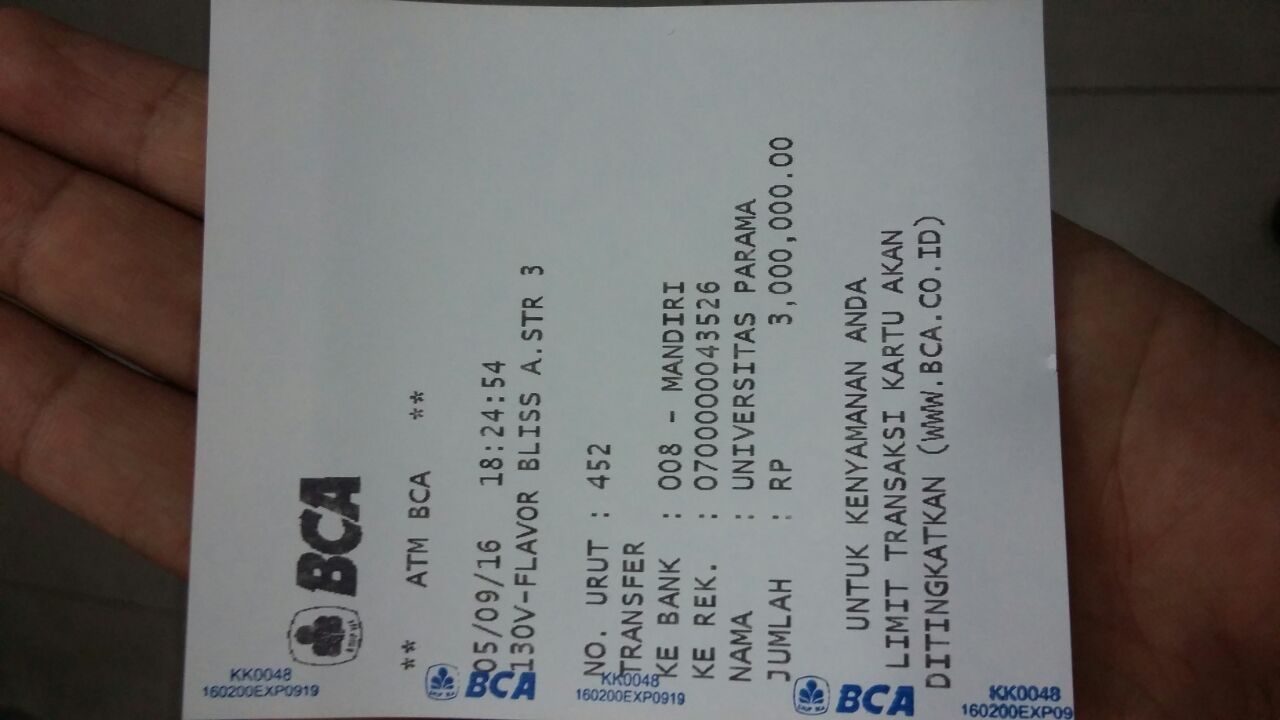 BCA
** ATM BCA **
05/09/16 18:24:54
130V-FLAVOR BLISS A.STR 3
NO. URUT : 452
TRANSFER
KE BANK : 008 - MANDIRI
KE REK. : 0700000043526
NAMA : UNIVERSITAS PARAMA
JUMLAH : RP 3,000,000.00
UNTUK KENYAMANAN ANDA
LIMIT TRANSAKSI KARTU AKAN
DITINGKATKAN (WWW.BCA.CO.ID)
KK0048
160200EXP0919
BCA
KK0048
160200EXP0919
BCA
KK0048
160200EXP09